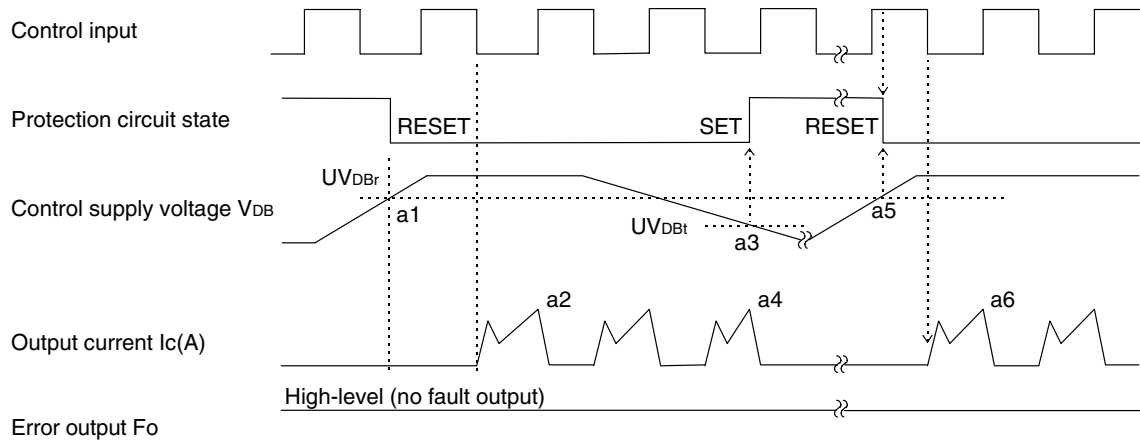 Control input
Protection circuit state
RESET
SET
RESET
UVDBr
Control supply voltage VDB
a1
UVDBt
a3
a5
Output current Ic(A)
a2
a4
a6
High-level (no fault output)
Error output Fo